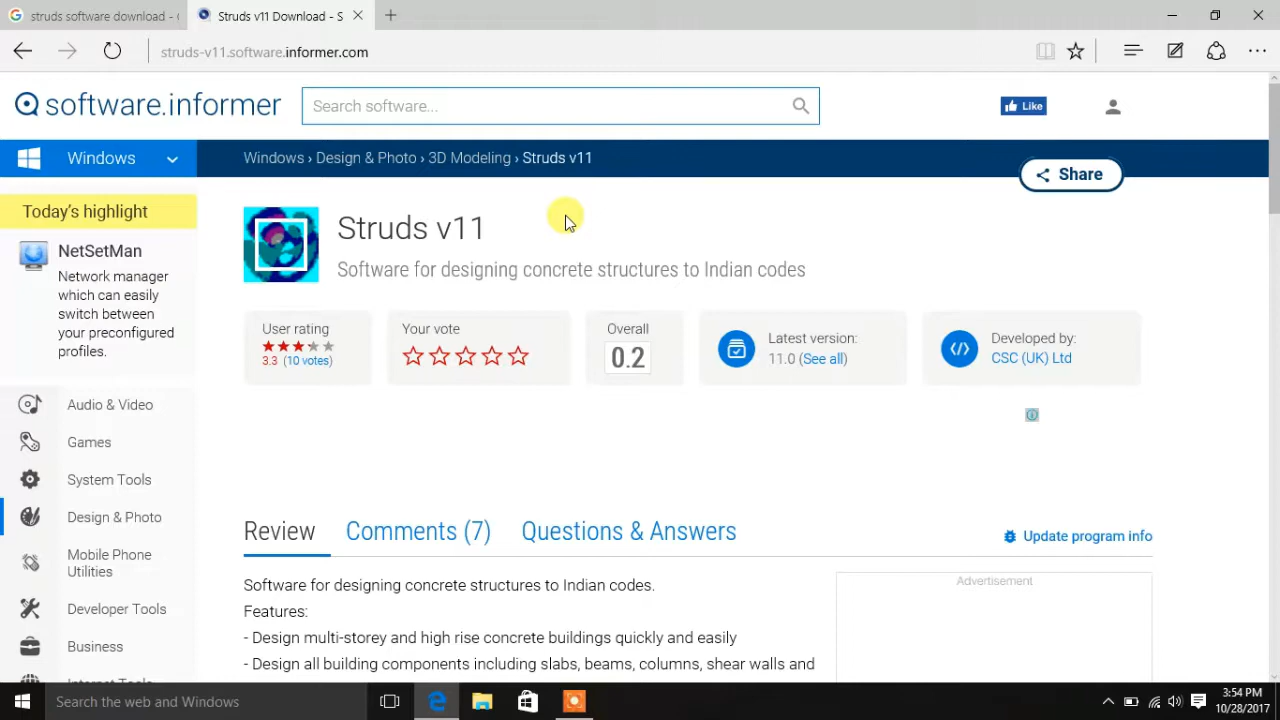 struds software download - G
Struds v11 Download - S
struds-v11.software.informer.com
software.informer
Search software...
Like
Windows
Windows › Design & Photo › 3D Modeling › Struds v11
Share
Today's highlight
NetSetMan
Network manager
which can easily
switch between
your preconfigured
profiles.
Struds v11
Software for designing concrete structures to Indian codes
User rating
3.3 (10 votes)
Your vote
Overall
0.2
Latest version:
11.0 (See all)
Developed by:
CSC (UK) Ltd
Audio & Video
Games
System Tools
Design & Photo
Mobile Phone
Utilities
Developer Tools
Business
Internet Tools
Review
Comments (7)
Questions & Answers
Update program info
Software for designing concrete structures to Indian codes.
Features:
- Design multi-storey and high rise concrete buildings quickly and easily
- Design all building components including slabs, beams, columns, shear walls and
Advertisement
Search the web and Windows
3:54 PM
10/28/2017